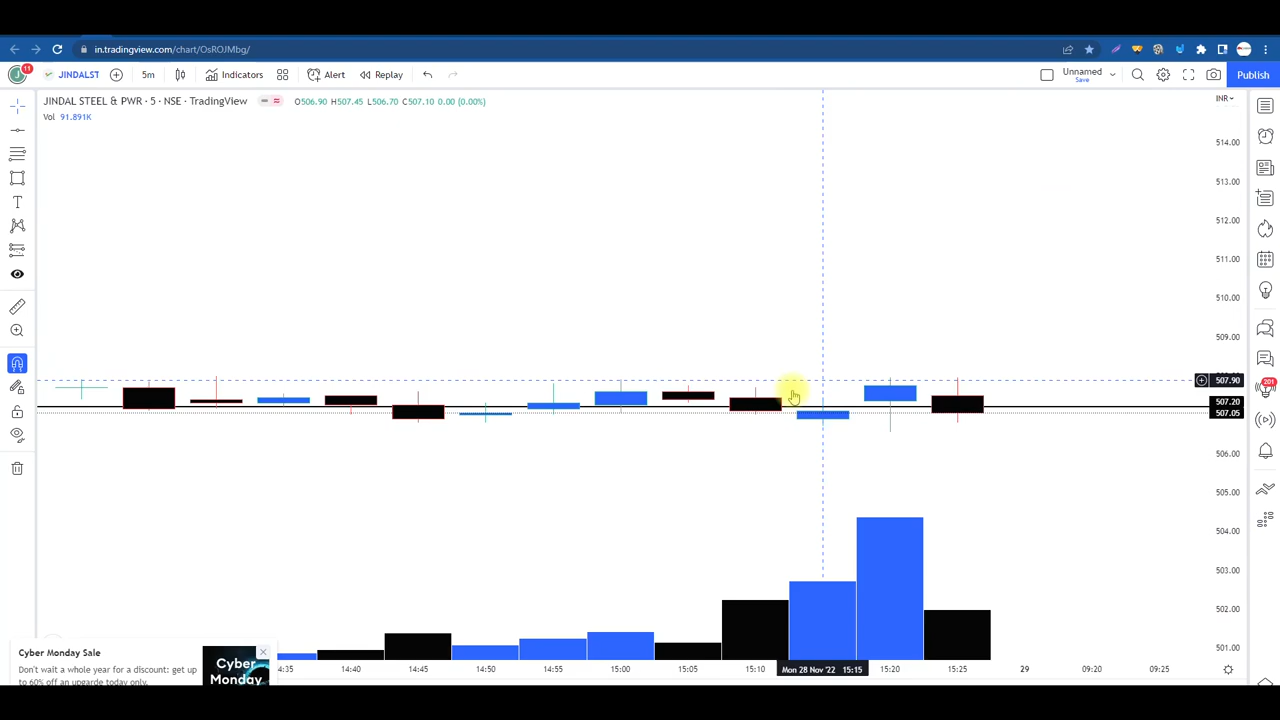 in.tradingview.com/chart/OsROJMbg/
J 11 JINDALST 5m Indicators Alert Replay Unnamed Save Publish
JINDAL STEEL & PWR · 5 · NSE · TradingView O506.90 H507.45 L506.70 C507.10 0.00 (0.00%) INR
Vol 91.891K
514.00
513.00
512.00
511.00
510.00
509.00
507.90
507.20
507.05
506.00
505.00
504.00
503.00
502.00
501.00
201
Cyber Monday Sale
Don't wait a whole year for a discount: get up
to 60% off an upgarde today only.
Cyber
Monday
14:35 14:40 14:45 14:50 14:55 15:00 15:05 15:10 Mon 28 Nov '22 15:15 15:20 15:25 29 09:20 09:25